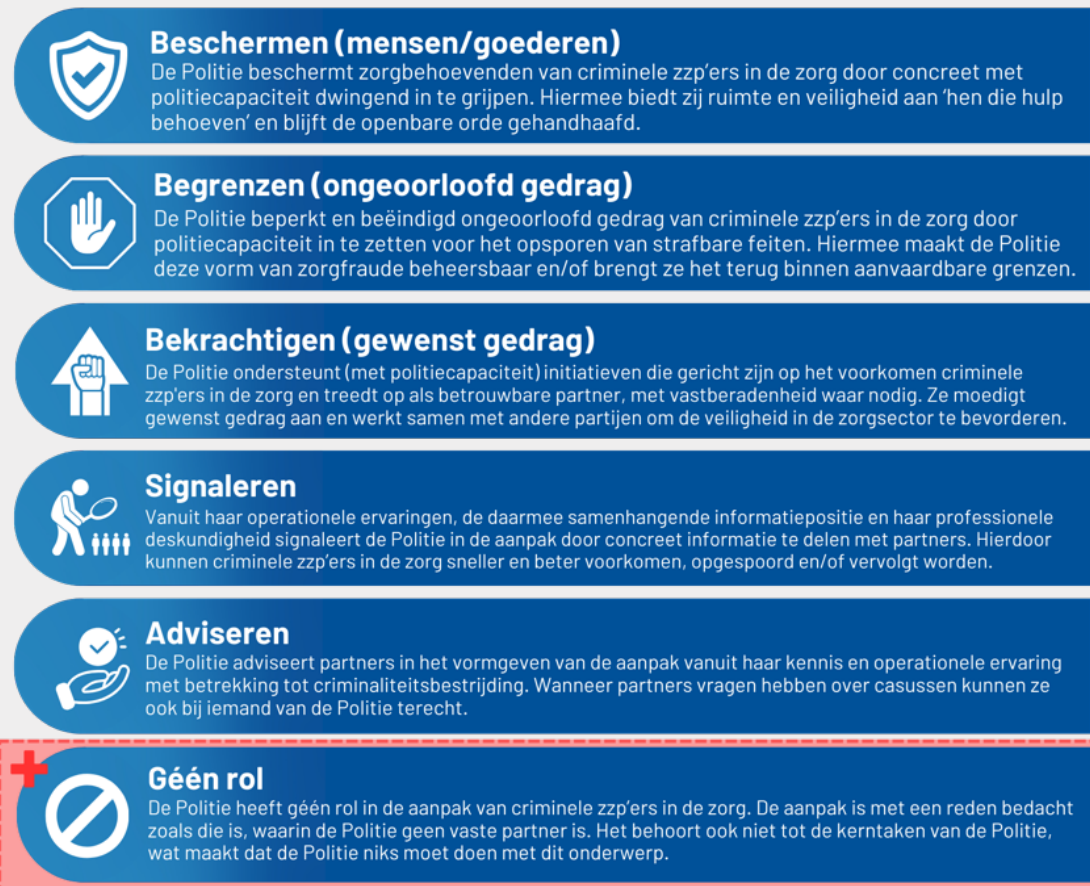 Beschermen (mensen/goederen)
De Politie beschermt zorgbehoevenden van criminele zzp'ers in de zorg door concreet met
politiecapaciteit dwingend in te grijpen. Hiermee biedt zij ruimte en veiligheid aan ‘hen die hulp
behoeven’ en blijft de openbare orde gehandhaafd.
Begrenzen (ongeoorloofd gedrag)
De Politie beperkt en beëindigd ongeoorloofd gedrag van criminele zzp’ers in de zorg door
politiecapaciteit in te zetten voor het opsporen van strafbare feiten. Hiermee maakt de Politie
deze vorm van zorgfraude beheersbaar en/of brengt ze het terug binnen aanvaardbare grenzen.
Bekrachtigen (gewenst gedrag)
De Politie ondersteunt (met politiecapaciteit) initiatieven die gericht zijn op het voorkomen criminele
zzp'ers in de zorg en treedt op als betrouwbare partner, met vastberadenheid waar nodig. Ze moedigt
gewenst gedrag aan en werkt samen met andere partijen om de veiligheid in de zorgsector te bevorderen.
Signaleren
Vanuit haar operationele ervaringen, de daarmee samenhangende informatiepositie en haar professionele
deskundigheid signaleert de Politie in de aanpak door concreet informatie te delen met partners. Hierdoor
kunnen criminele zzp’ers in de zorg sneller en beter voorkomen, opgespoord en/of vervolgt worden.
Adviseren
De Politie adviseert partners in het vormgeven van de aanpak vanuit haar kennis en operationele ervaring
met betrekking tot criminaliteitsbestrijding. Wanneer partners vragen hebben over casussen kunnen ze
ook bij iemand van de Politie terecht.
Géén rol
De Politie heeft géén rol in de aanpak van criminele zzp’ers in de zorg. De aanpak is met een reden bedacht
zoals die is, waarin de Politie geen vaste partner is. Het behoort ook niet tot de kerntaken van de Politie,
wat maakt dat de Politie niks moet doen met dit onderwerp.